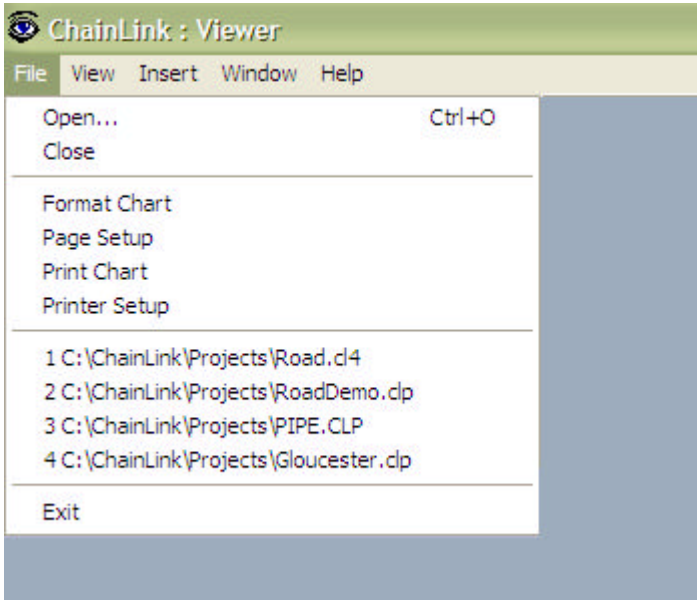 ChainLink : Viewer
File View Insert Window Help
Open... Ctrl+O
Close
Format Chart
Page Setup
Print Chart
Printer Setup
1 C:\ChainLink\Projects\Road.cl4
2 C:\ChainLink\Projects\RoadDemo.clp
3 C:\ChainLink\Projects\PIPE.CLP
4 C:\ChainLink\Projects\Gloucester.clp
Exit